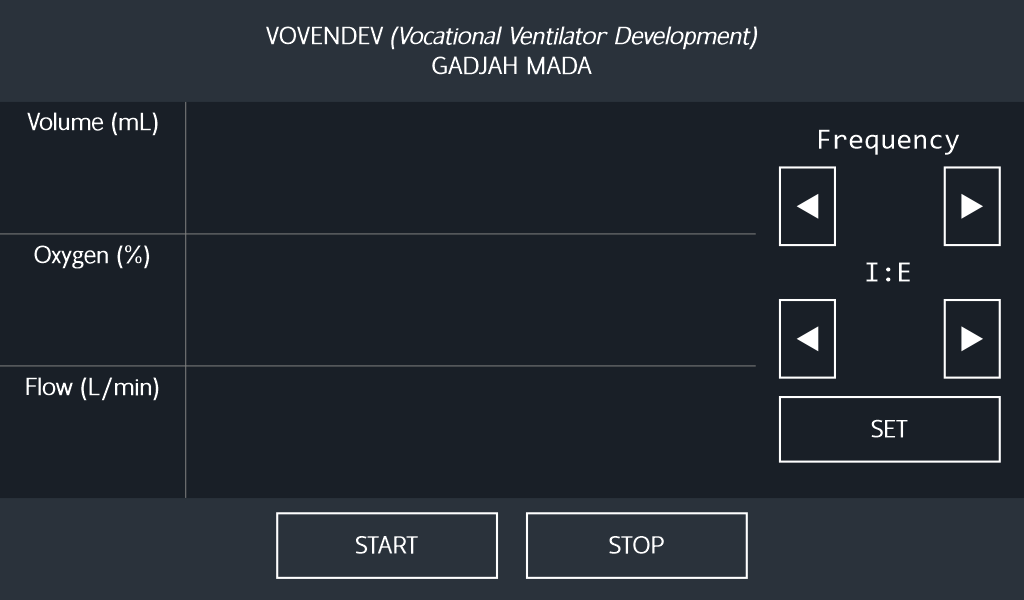 VOVENDEV (Vocational Ventilator Development)
GADJAH MADA
Volume (mL)
Oxygen (%)
Flow (L/min)
Frequency
I:E
SET
START
STOP